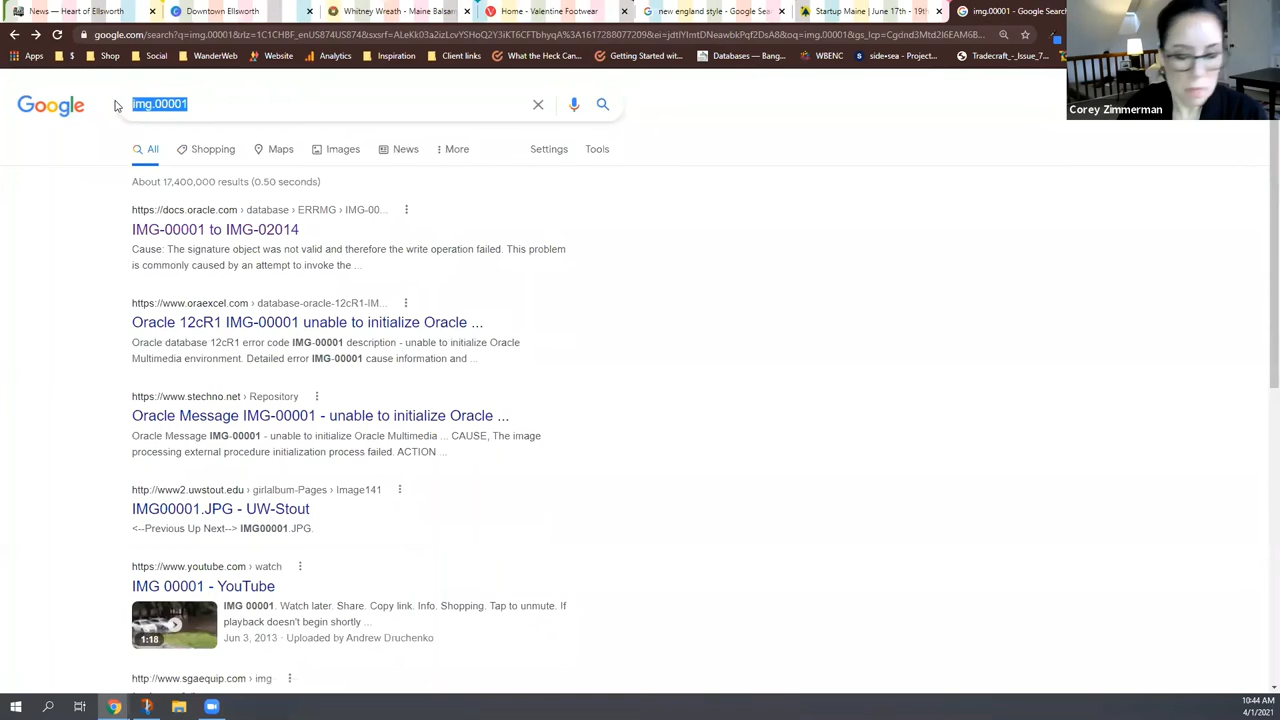 News — Heart of Ellswort
Downtown Ellsworth
Whitney Wreath - Maine Balsar
Home - Valentine Footwear
new england style - Google Sea
Startup Maine | June 17th - 19th
img.00001 - Google Search
Apps
$
Shop
Social
WanderWeb
Website
Analytics
Instagram
Client links
What the Heck Can...
Getting Googley wit...
Databases -- Bang...
WBENC
side+sea - Project...
Tradecraft_-_Issue_7...
Corey Zimmerman
Google
img.00001
All
Shopping
Maps
Images
News
More
Settings
Tools
About 17,400,000 results (0.50 seconds)
https://docs.oracle.com › database › ERRMG › IMG-00...
IMG-00001 to IMG-02014
Cause: The signature object was not valid and therefore the write operation failed. This problem
is commonly caused by an attempt to invoke the ...
https://www.oraexcel.com › database-oracle-12cR1-IM...
Oracle 12cR1 IMG-00001 unable to initialize Oracle ...
Oracle database 12cR1 error code IMG-00001 description - unable to initialize Oracle
Multimedia environment. Detailed error IMG-00001 cause information and ...
https://www.stechno.net › Repository
Oracle Message IMG-00001 - unable to initialize Oracle ...
Oracle Message IMG-00001 - unable to initialize Oracle Multimedia ... CAUSE, The image
processing external procedure initialization process failed. ACTION ...
http://www2.uwstout.edu › girlalbum-Pages › Image141
IMG00001.JPG - UW-Stout
<--Previous Up Next--> IMG00001.JPG.
https://www.youtube.com › watch
IMG 00001 - YouTube
IMG 00001. Watch later. Share. Copy link. Info. Shopping. Tap to unmute. If
playback doesn't begin shortly ...
1:18
Jun 3, 2013 · Uploaded by Andrew Druchenko
http://www.sgaequip.com › img
10:44 AM
4/1/2021